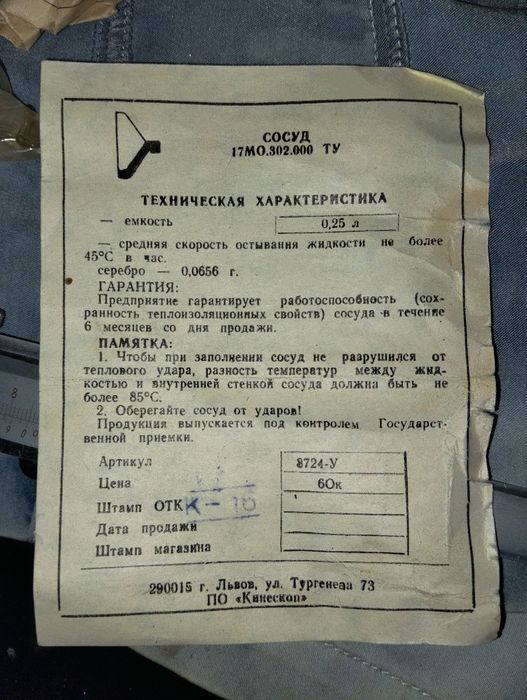 СОСУД
17МО.302.000 ТУ
ТЕХНИЧЕСКАЯ ХАРАКТЕРИСТИКА
— емкость 0,25 л
— средняя скорость остывания жидкости не более
45°С в час.
серебро — 0,0656 г.
ГАРАНТИЯ:
Предприятие гарантирует работоспособность (сох-
ранность теплоизоляционных свойств) сосуда в течение
6 месяцев со дня продажи.
ПАМЯТКА:
1. Чтобы при заполнении сосуд не разрушился от
теплового удара, разность температур между жид-
костью и внутренней стенкой сосуда должна быть не
более 85°С.
2. Оберегайте сосуд от ударов!
Продукция выпускается под контролем Государст-
венной приемки.
Артикул 8724-У
Цена 60к
Штамп ОТК К-16
Дата продажи
Штамп магазина
290015 г. Львов, ул. Тургенева 73
ПО «Кинескоп»
8
900